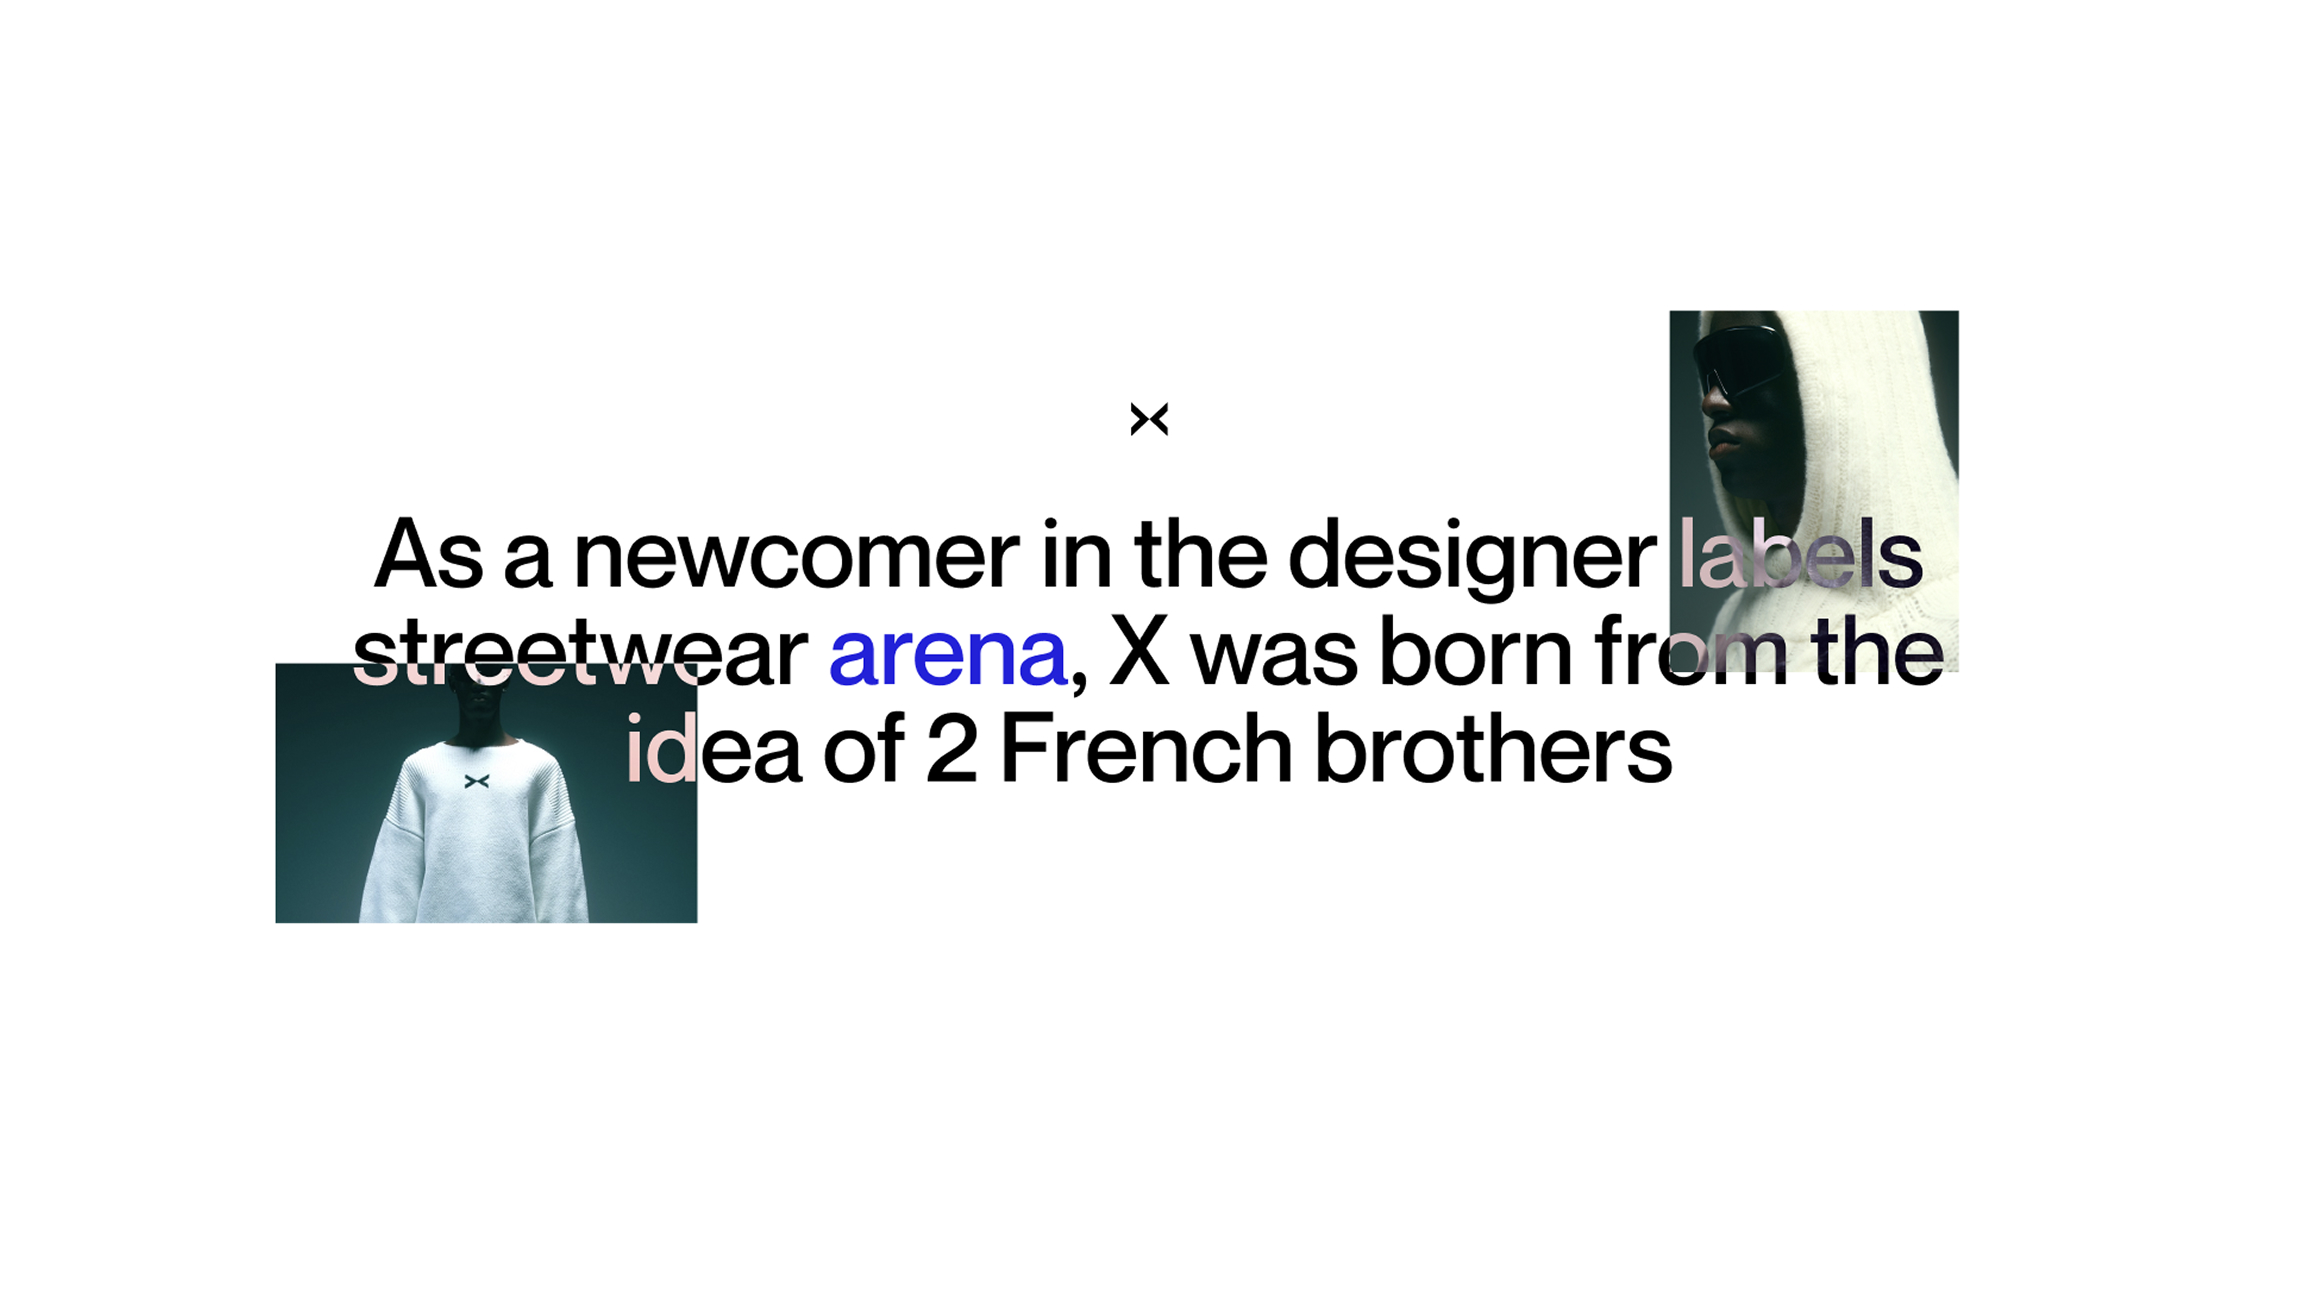 As a newcomer in the designer labels
streetwear arena, X was born from the
idea of 2 French brothers